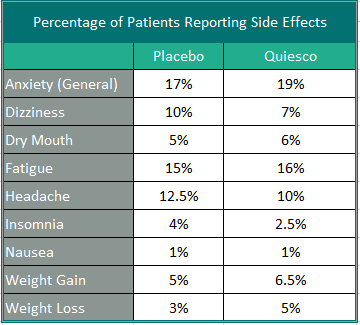 Percentage of Patients Reporting Side Effects
Placebo Quiesco
Anxiety (General) 17% 19%
Dizziness 10% 7%
Dry Mouth 5% 6%
Fatigue 15% 16%
Headache 12.5% 10%
Insomnia 4% 2.5%
Nausea 1% 1%
Weight Gain 5% 6.5%
Weight Loss 3% 5%